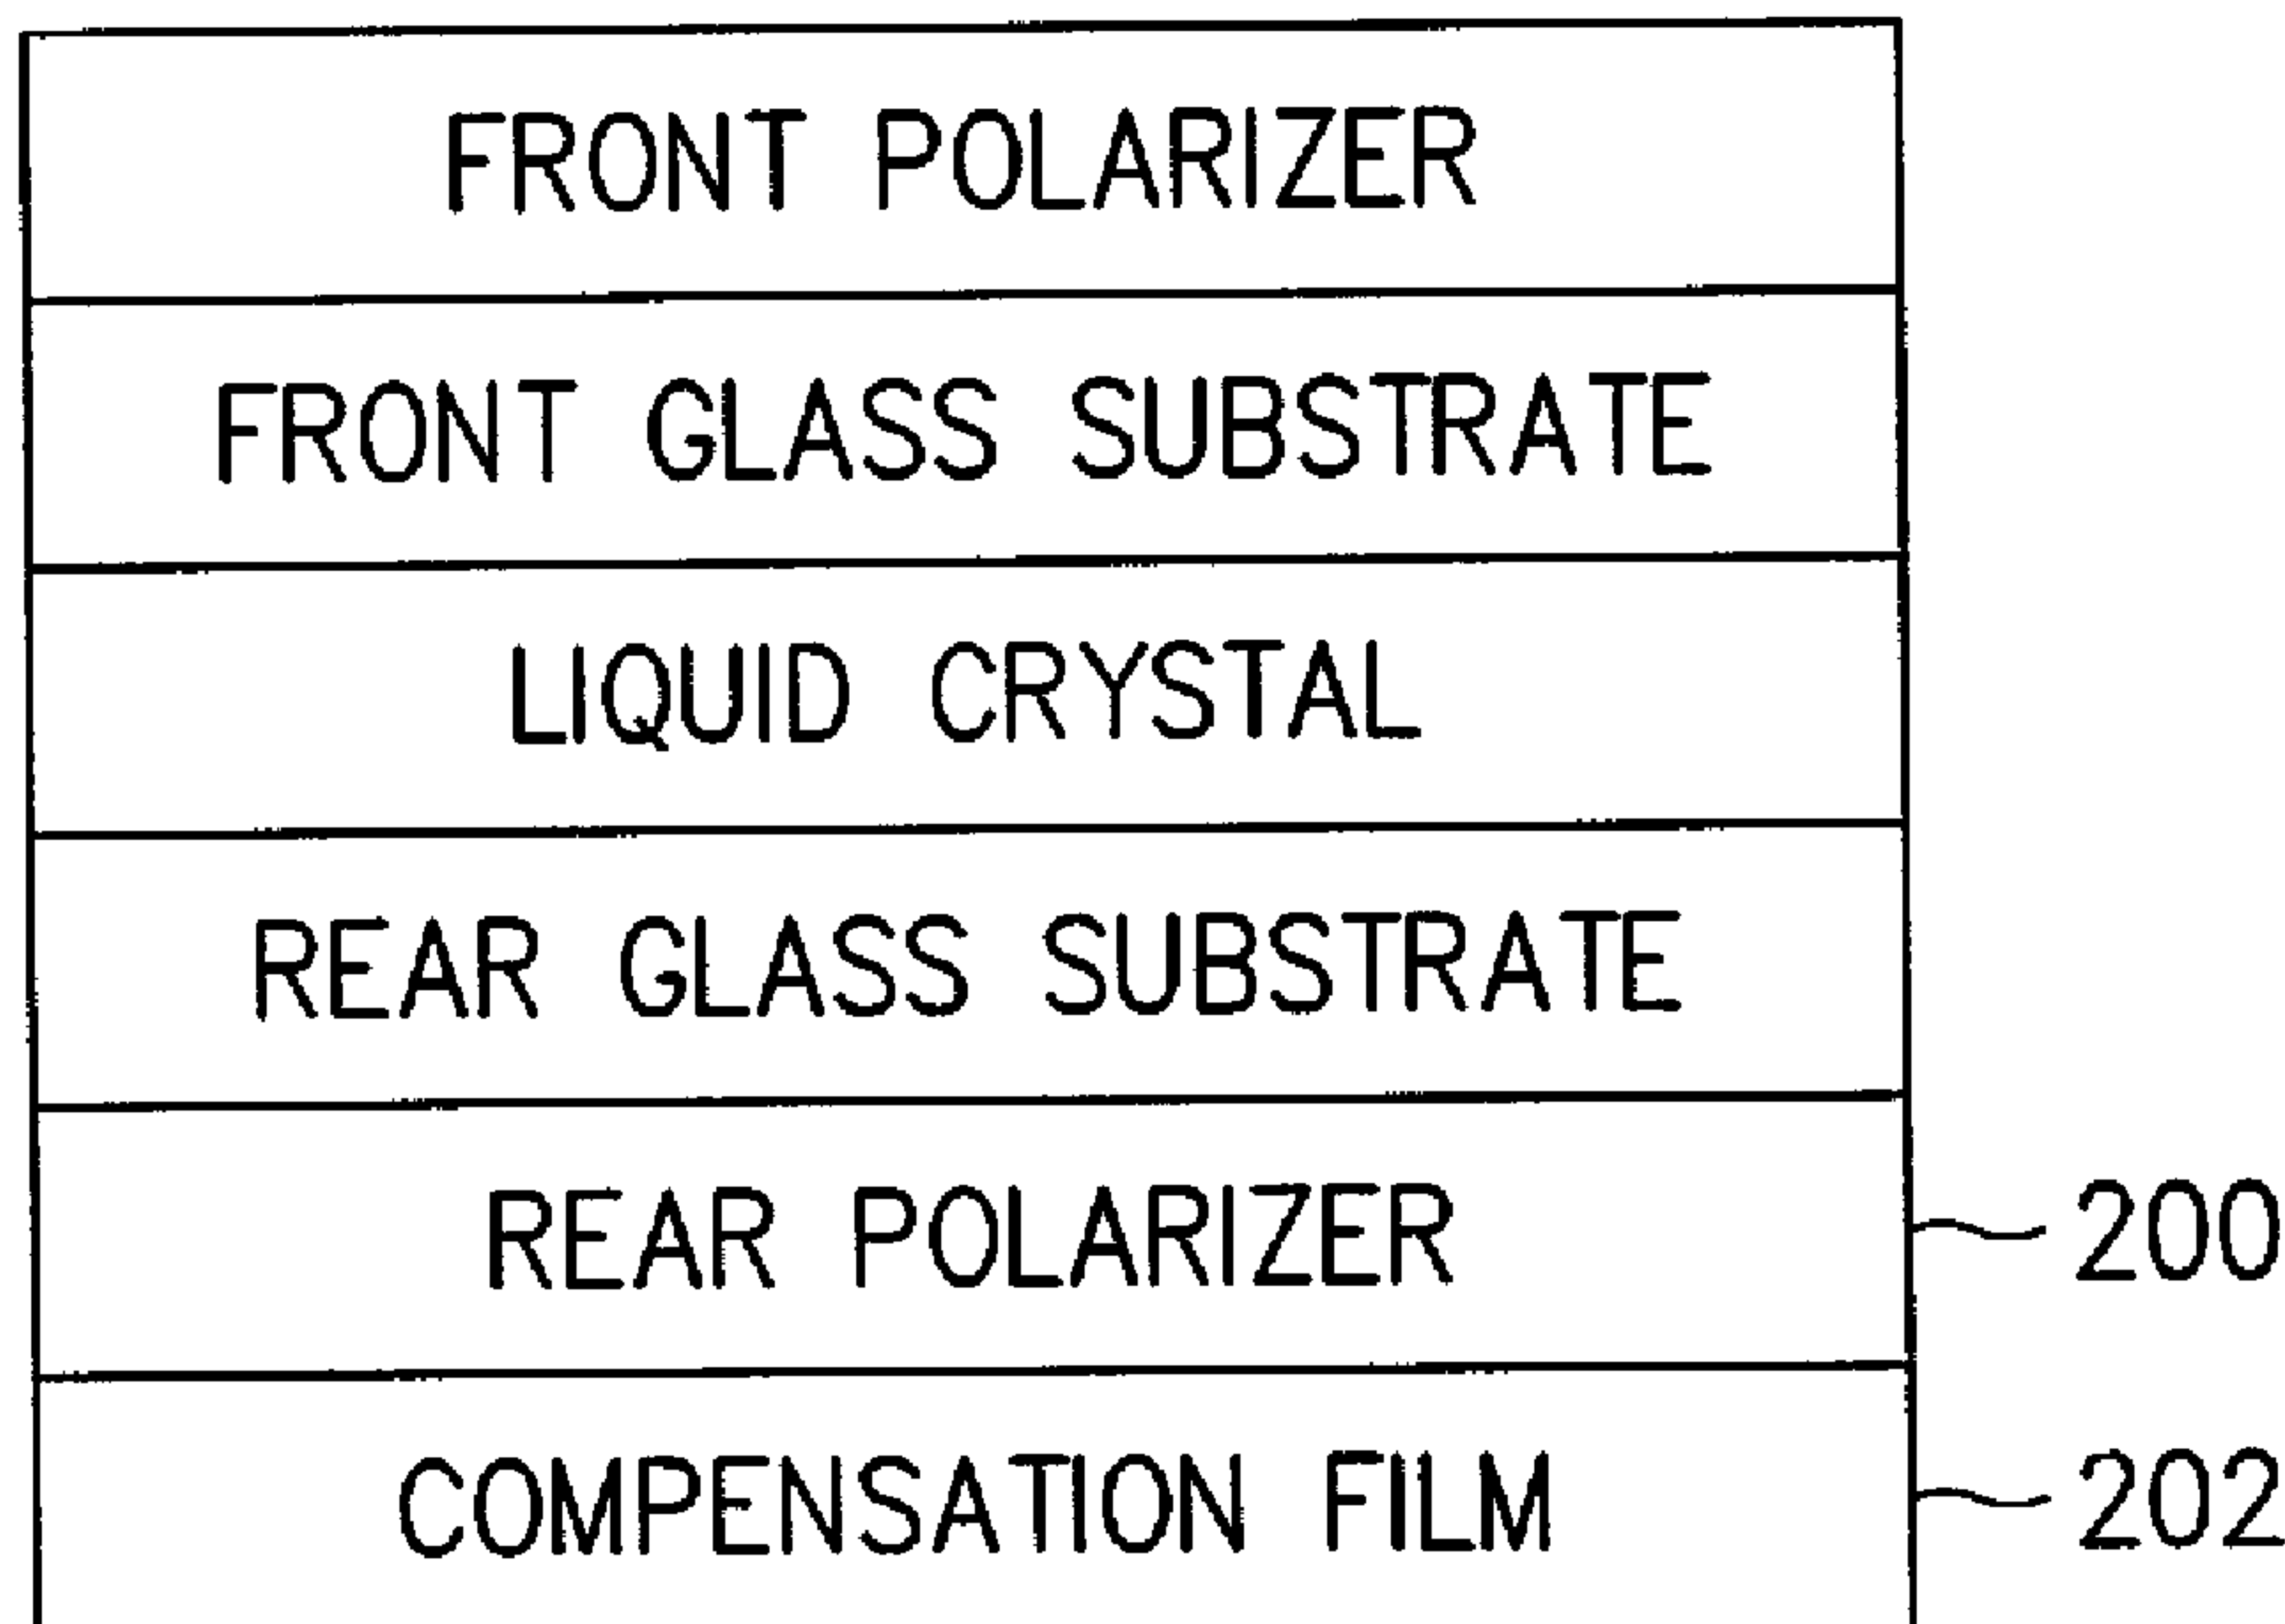 FRONT POLARIZER
FRONT GLASS SUBSTRATE
LIQUID CRYSTAL
REAR GLASS SUBSTRATE
REAR POLARIZER 200
COMPENSATION FILM 202